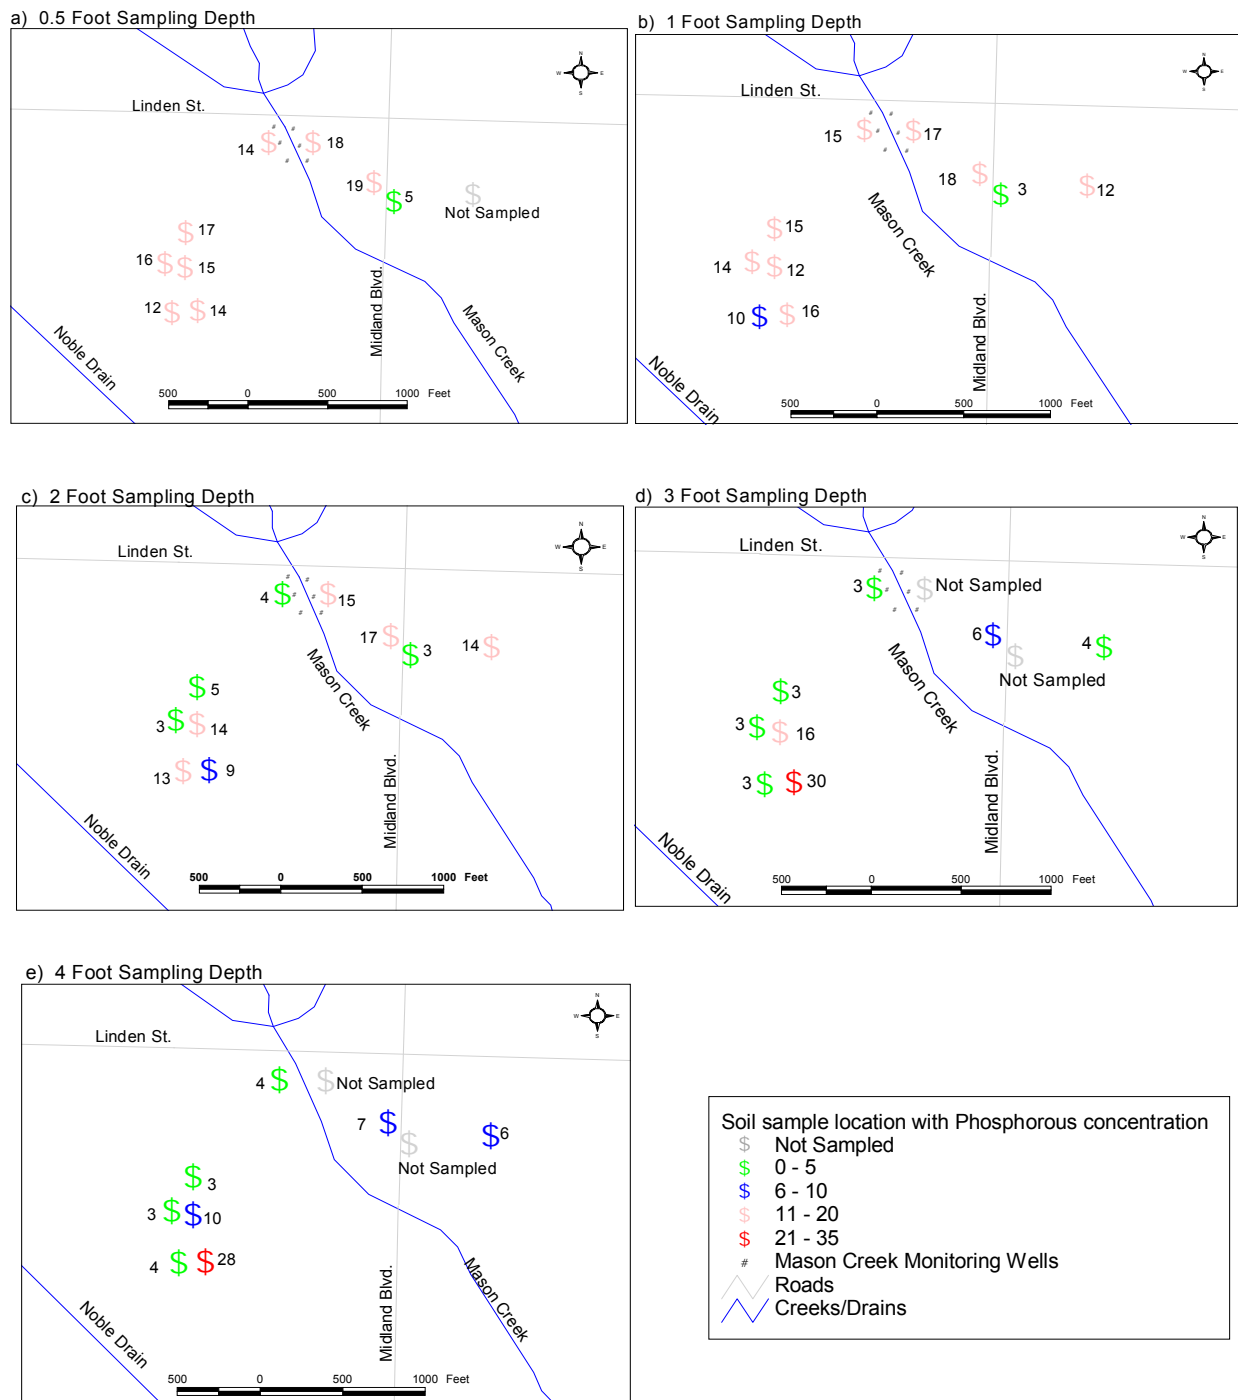 a) 0.5 Foot Sampling Depth
N
W E
S
Linden St.
14 $ $ 18
19 $ $ 5 $
Not Sampled
$ 17
16 $ $ 15
12 $ $ 14
Midland Blvd.
Mason Creek
Noble Drain
500 0 500 1000 Feet
b) 1 Foot Sampling Depth
N
W E
S
Linden St.
15 $ $ 17
18 $ $ 3 $ 12
Mason Creek
$ 15
14 $ $ 12
10 $ $ 16
Midland Blvd.
Noble Drain
500 0 500 1000 Feet
c) 2 Foot Sampling Depth
N
W E
S
Linden St.
4 $ $ 15
17 $ $ 3 14 $
Mason Creek
$ 5
3 $ $ 14
13 $ $ 9
Midland Blvd.
Noble Drain
500 0 500 1000 Feet
d) 3 Foot Sampling Depth
N
W E
S
Linden St.
3 $ $ Not Sampled
6 $ $ 4 $
Not Sampled
Mason Creek
$ 3
3 $ $ 16
3 $ $ 30
Midland Blvd.
Noble Drain
500 0 500 1000 Feet
e) 4 Foot Sampling Depth
N
W E
S
Linden St.
4 $ $ Not Sampled
7 $ $ $ 6
Not Sampled
$ 3
3 $ $ 10
4 $ $ 28
Midland Blvd.
Mason Creek
Noble Drain
500 0 500 1000 Feet
Soil sample location with Phosphorous concentration
$ Not Sampled
$ 0 - 5
$ 6 - 10
$ 11 - 20
$ 21 - 35
# Mason Creek Monitoring Wells
Roads
Creeks/Drains